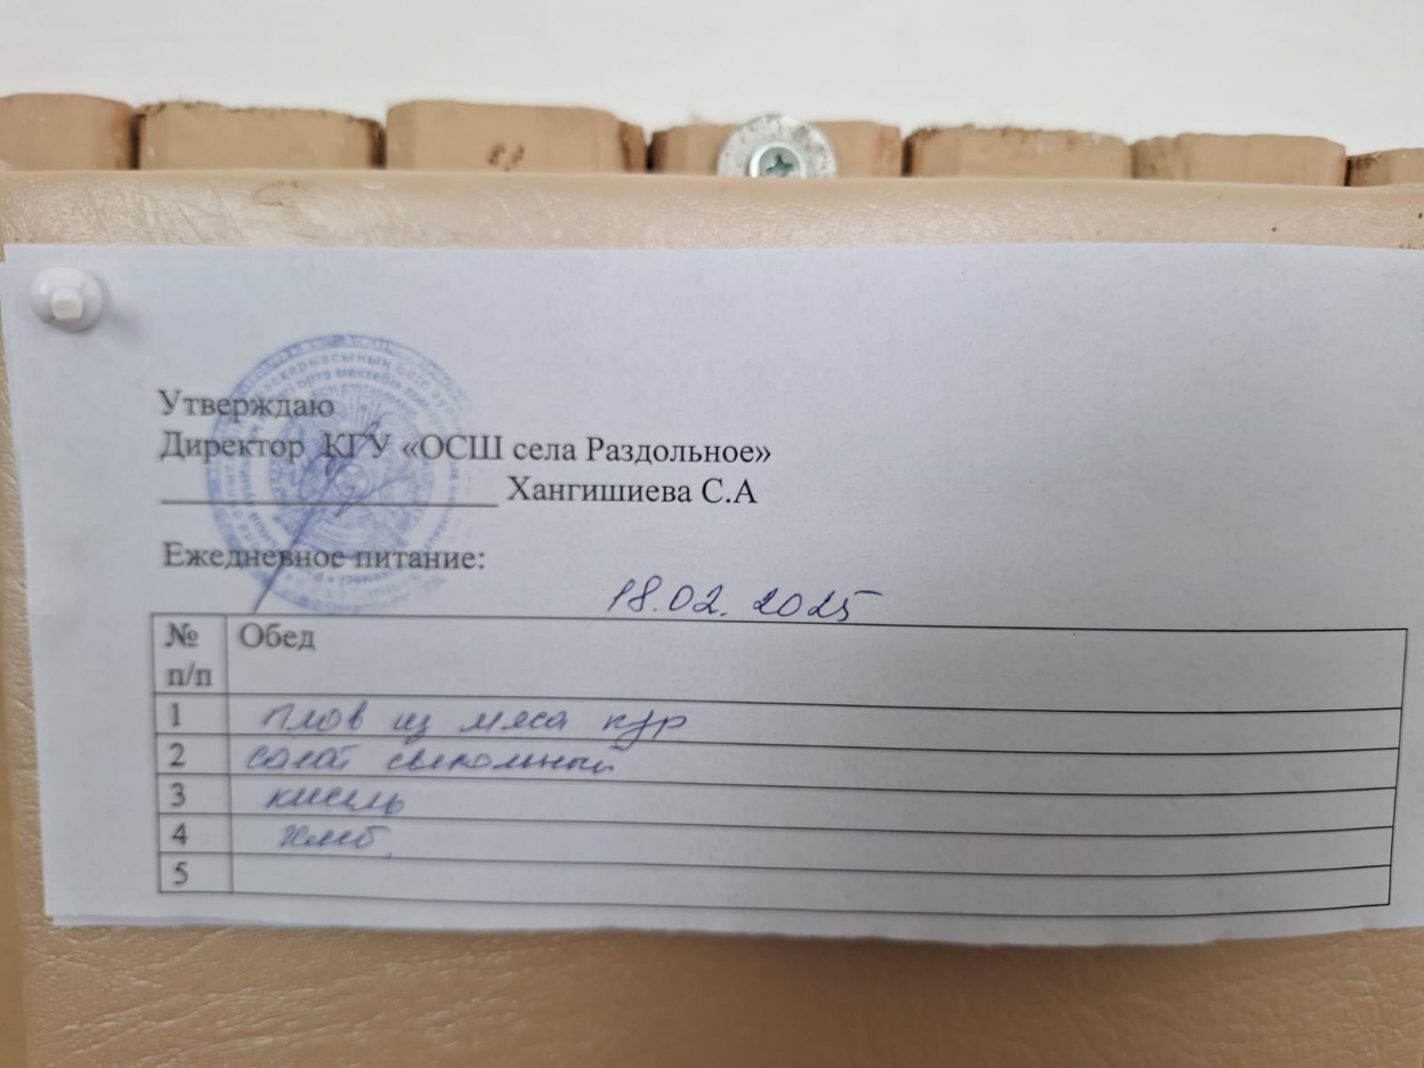 Утверждаю
Директор КГУ «ОСШ села Раздольное»
Хангишиева С.А
Ежедневное питание:
18.02.2025
№ п/п Обед
1 плов из мяса кур
2 салат свекольный
3 кисель
4 хлеб
5